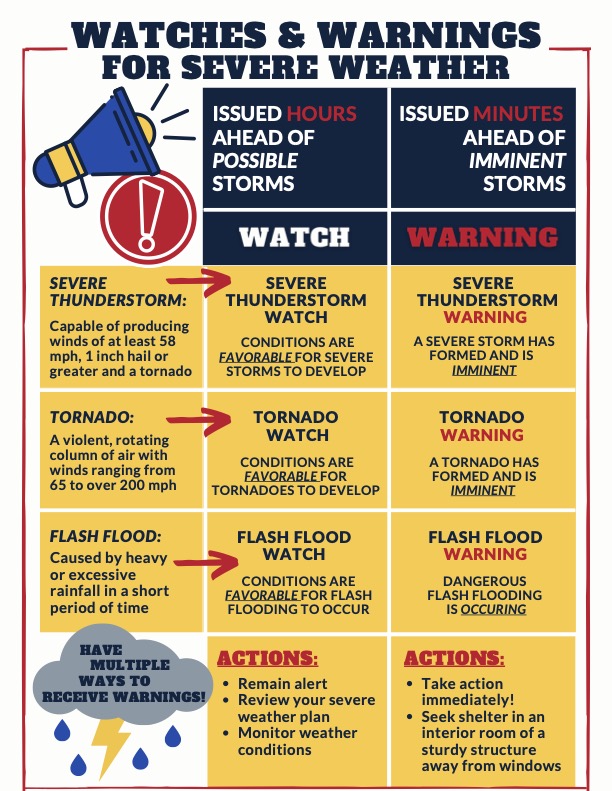 WATCHES & WARNINGS
FOR SEVERE WEATHER
ISSUED HOURS
AHEAD OF
POSSIBLE
STORMS
ISSUED MINUTES
AHEAD OF
IMMINENT
STORMS
WATCH
WARNING
SEVERE
THUNDERSTORM:
Capable of producing
winds of at least 58
mph, 1 inch hail or
greater and a tornado
SEVERE
THUNDERSTORM
WATCH
CONDITIONS ARE
FAVORABLE FOR SEVERE
STORMS TO DEVELOP
SEVERE
THUNDERSTORM
WARNING
A SEVERE STORM HAS
FORMED AND IS
IMMINENT
TORNADO:
A violent, rotating
column of air with
winds ranging from
65 to over 200 mph
TORNADO
WATCH
CONDITIONS ARE
FAVORABLE FOR
TORNADOES TO DEVELOP
TORNADO
WARNING
A TORNADO HAS
FORMED AND IS
IMMINENT
FLASH FLOOD:
Caused by heavy
or excessive
rainfall in a short
period of time
FLASH FLOOD
WATCH
CONDITIONS ARE
FAVORABLE FOR FLASH
FLOODING TO OCCUR
FLASH FLOOD
WARNING
DANGEROUS
FLASH FLOODING
IS OCCURING
HAVE
MULTIPLE
WAYS TO
RECEIVE WARNINGS!
ACTIONS:
• Remain alert
• Review your severe
weather plan
• Monitor weather
conditions
ACTIONS:
• Take action
immediately!
• Seek shelter in an
interior room of a
sturdy structure
away from windows